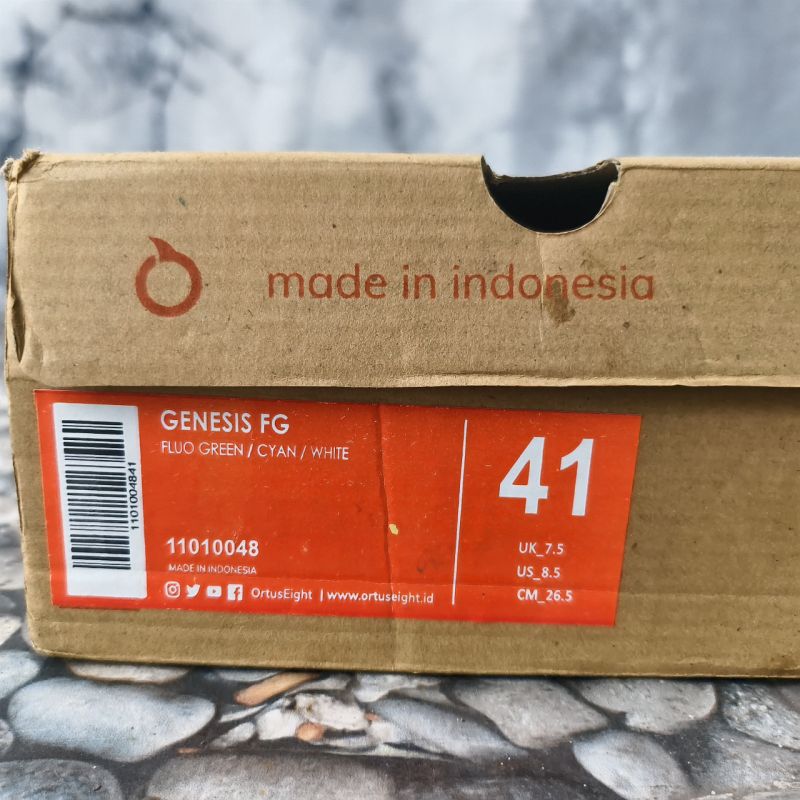 made in indonesia
GENESIS FG
FLUO GREEN / CYAN / WHITE
1101004841
11010048
MADE IN INDONESIA
OrtusEight | www.ortuseight.id
41
UK_7.5
US_8.5
CM_26.5